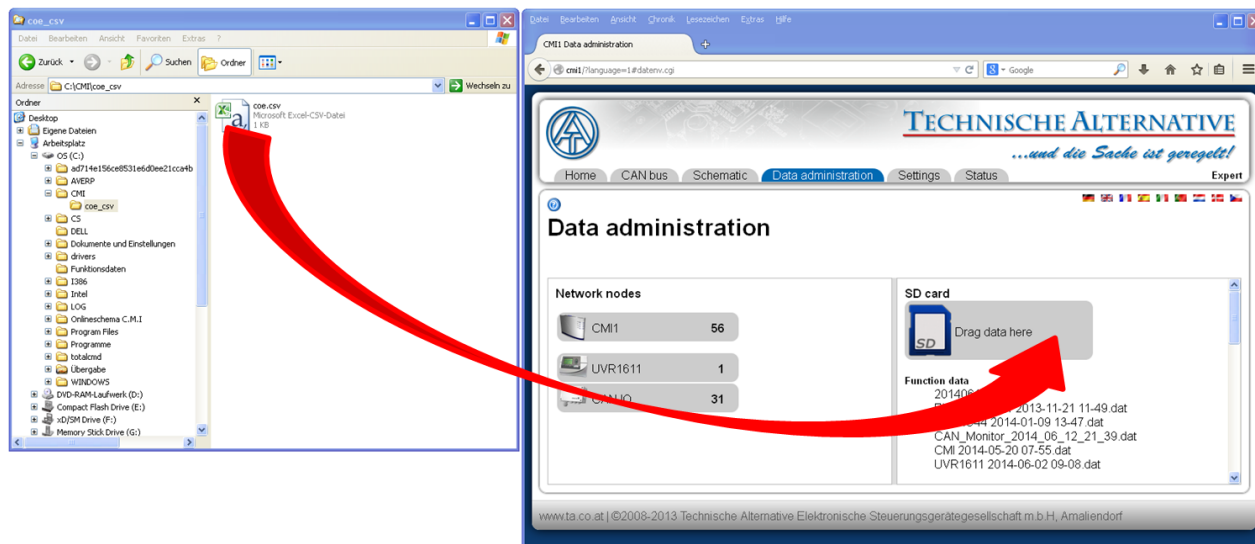 coe_csv
Datei Bearbeiten Ansicht Favoriten Extras ?
Zurück Suchen Ordner
Adresse C:\CMI\coe_csv Wechseln zu
Ordner
Desktop
Eigene Dateien
Arbeitsplatz
OS (C:)
ad714e156ce8531e6d0ee21cca4b
AVERP
CMI
coe_csv
CS
DELL
Dokumente und Einstellungen
drivers
Funktionsdaten
I386
Intel
LOG
Onlineschema C.M.I
Program Files
Programme
totalcmd
Übergabe
WINDOWS
DVD-RAM-Laufwerk (D:)
Compact Flash Drive (E:)
xD/SM Drive (F:)
Memory Stick Drive (G:)
coe.csv
Microsoft Excel-CSV-Datei
1 KB
Datei Bearbeiten Ansicht Chronik Lesezeichen Extras Hilfe
CMI1 Data administration
cmi1/?language=1#datenv.cgi
Google
TECHNISCHE ALTERNATIVE
...und die Sache ist geregelt!
Home CAN bus Schematic Data administration Settings Status Expert
Data administration
Network nodes
CMI1 56
UVR1611 1
31
SD card
SD
Drag data here
Function data
2013-11-21 11-49.dat
2014-01-09 13-47.dat
CAN_Monitor_2014_06_12_21_39.dat
CMI 2014-05-20 07-55.dat
UVR1611 2014-06-02 09-08.dat
www.ta.co.at | ©2008-2013 Technische Alternative Elektronische Steuerungsgerätegesellschaft m.b.H, Amaliendorf